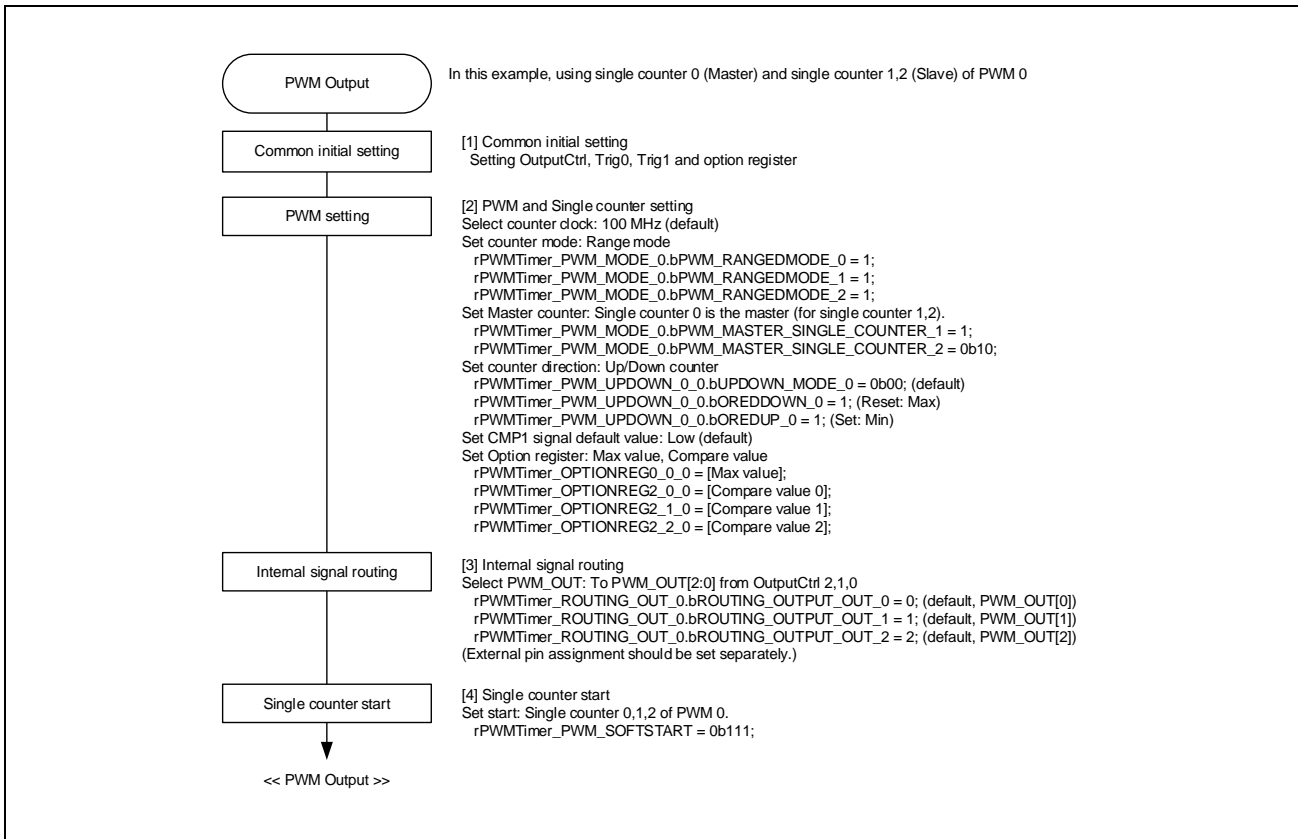 PWM Output
In this example, using single counter 0 (Master) and single counter 1,2 (Slave) of PWM 0
Common initial setting
[1] Common initial setting
Setting OutputCtrl, Trig0, Trig1 and option register
PWM setting
[2] PWM and Single counter setting
Select counter clock: 100 MHz (default)
Set counter mode: Range mode
rPWMTimer_PWM_MODE_0.bPWM_RANGEDMODE_0 = 1;
rPWMTimer_PWM_MODE_0.bPWM_RANGEDMODE_1 = 1;
rPWMTimer_PWM_MODE_0.bPWM_RANGEDMODE_2 = 1;
Set Master counter: Single counter 0 is the master (for single counter 1,2).
rPWMTimer_PWM_MODE_0.bPWM_MASTER_SINGLE_COUNTER_1 = 1;
rPWMTimer_PWM_MODE_0.bPWM_MASTER_SINGLE_COUNTER_2 = 0b10;
Set counter direction: Up/Down counter
rPWMTimer_PWM_UPDOWN_0_0.bUPDOWN_MODE_0 = 0b00; (default)
rPWMTimer_PWM_UPDOWN_0_0.bOREDDOWN_0 = 1; (Reset: Max)
rPWMTimer_PWM_UPDOWN_0_0.bOREDUP_0 = 1; (Set: Min)
Set CMP1 signal default value: Low (default)
Set Option register: Max value, Compare value
rPWMTimer_OPTIONREG0_0_0 = [Max value];
rPWMTimer_OPTIONREG2_0_0 = [Compare value 0];
rPWMTimer_OPTIONREG2_1_0 = [Compare value 1];
rPWMTimer_OPTIONREG2_2_0 = [Compare value 2];
Internal signal routing
[3] Internal signal routing
Select PWM_OUT: To PWM_OUT[2:0] from OutputCtrl 2,1,0
rPWMTimer_ROUTING_OUT_0.bROUTING_OUTPUT_OUT_0 = 0; (default, PWM_OUT[0])
rPWMTimer_ROUTING_OUT_0.bROUTING_OUTPUT_OUT_1 = 1; (default, PWM_OUT[1])
rPWMTimer_ROUTING_OUT_0.bROUTING_OUTPUT_OUT_2 = 2; (default, PWM_OUT[2])
(External pin assignment should be set separately.)
Single counter start
[4] Single counter start
Set start: Single counter 0,1,2 of PWM 0.
rPWMTimer_PWM_SOFTSTART = 0b111;
<< PWM Output >>